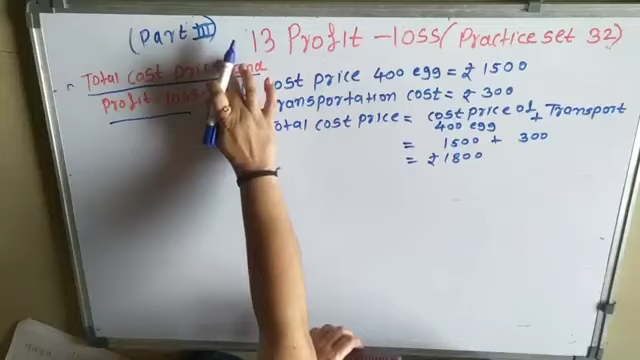 (Part III)
13 Profit - loss (Practice set 32)
Total cost price and
Profit - loss
Cost price 400 egg = ₹ 1500
Transportation cost = ₹ 300
Total cost price = cost price of 400 egg + Transport
= 1500 + 300
= ₹ 1800